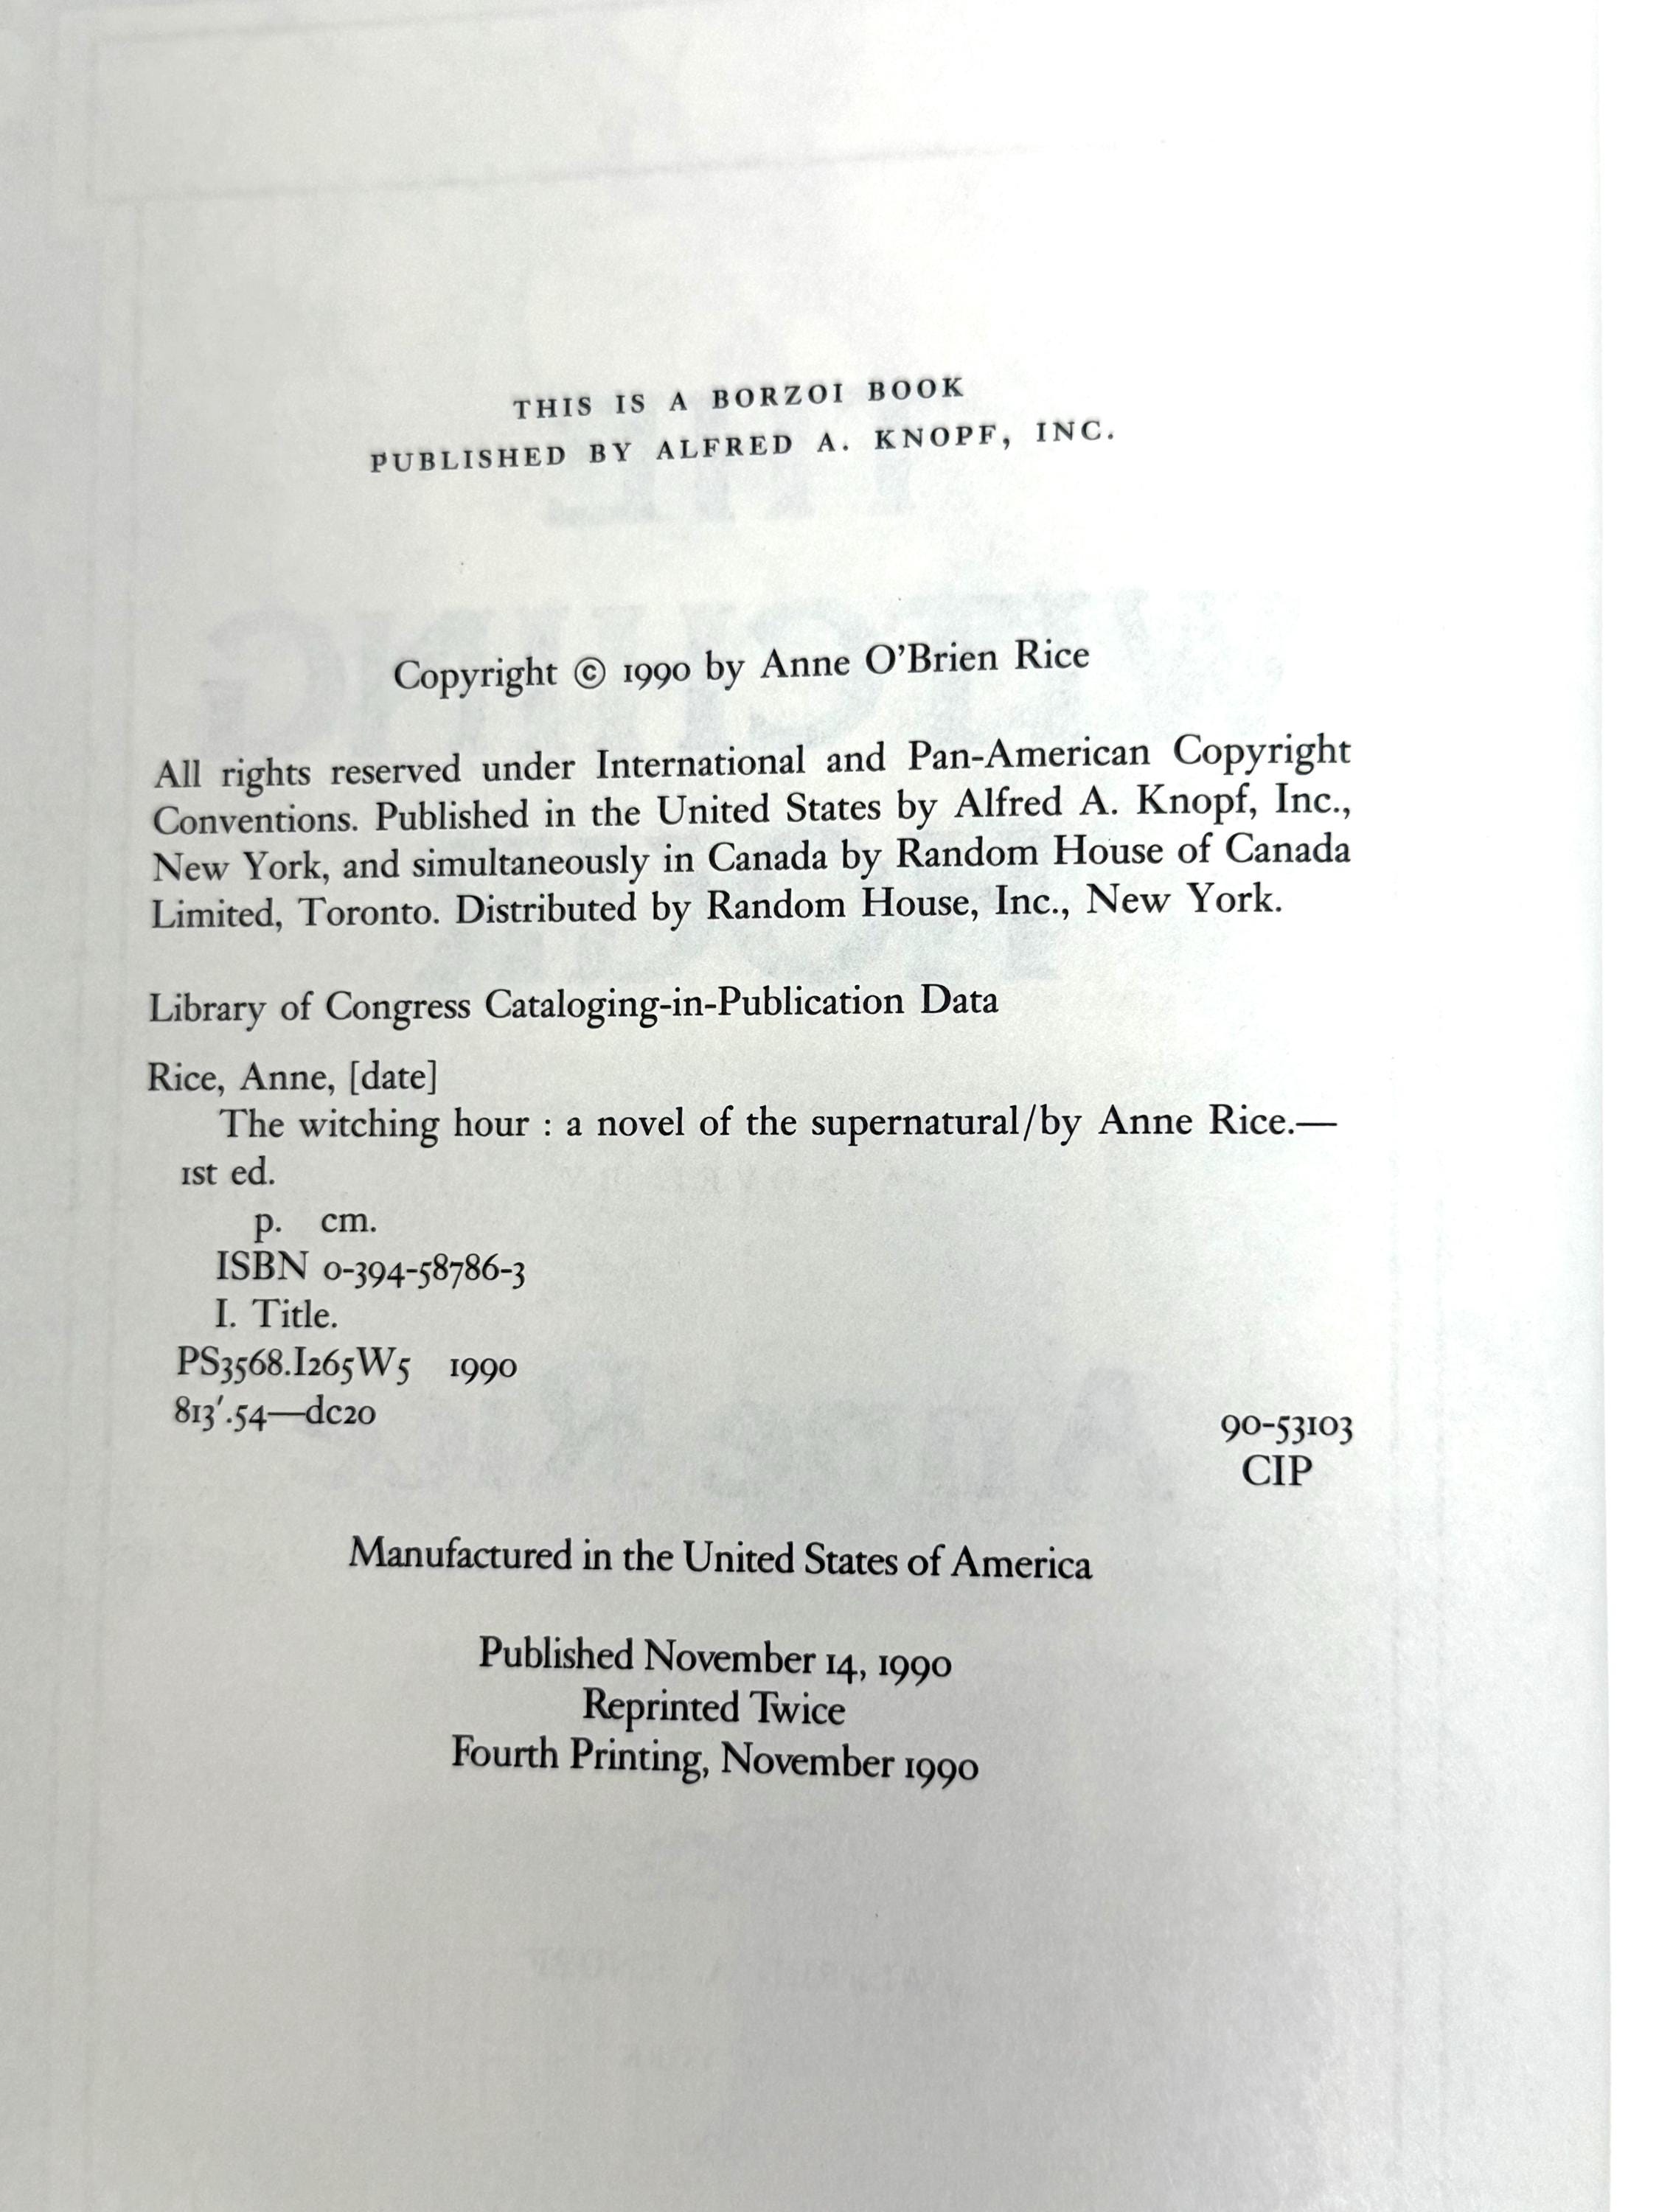 THIS IS A BORZOI BOOK
PUBLISHED BY ALFRED A. KNOPF, INC.
Copyright © 1990 by Anne O'Brien Rice
All rights reserved under International and Pan-American Copyright
Conventions. Published in the United States by Alfred A. Knopf, Inc.,
New York, and simultaneously in Canada by Random House of Canada
Limited, Toronto. Distributed by Random House, Inc., New York.
Library of Congress Cataloging-in-Publication Data
Rice, Anne, [date]
The witching hour : a novel of the supernatural/by Anne Rice.—
1st ed.
p. cm.
ISBN 0-394-58786-3
I. Title.
PS3568.I265W5 1990
813′.54—dc20
90-53103
CIP
Manufactured in the United States of America
Published November 14, 1990
Reprinted Twice
Fourth Printing, November 1990